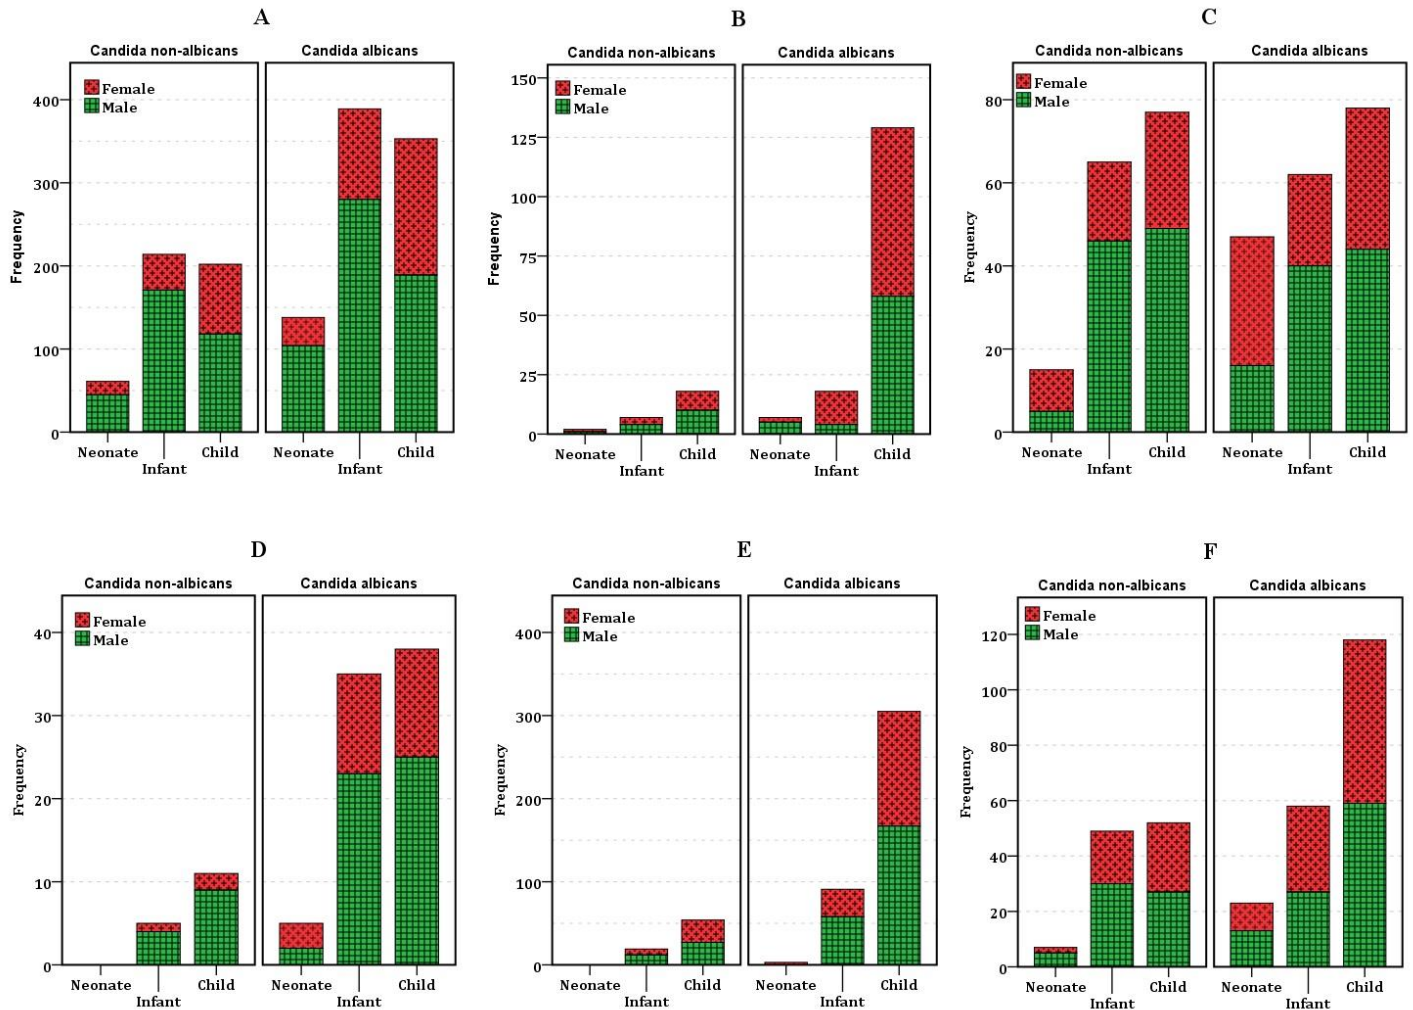 A
Candida non-albicans
Candida albicans
Female
Male
Frequency
400
300
200
100
0
Neonate
Infant
Child
Neonate
Infant
Child
B
Candida non-albicans
Candida albicans
Female
Male
Frequency
150
125
100
75
50
25
0
Neonate
Infant
Child
Neonate
Infant
Child
C
Candida non-albicans
Candida albicans
Female
Male
Frequency
80
60
40
20
0
Neonate
Infant
Child
Neonate
Infant
Child
D
Candida non-albicans
Candida albicans
Female
Male
Frequency
40
30
20
10
0
Neonate
Infant
Child
Neonate
Infant
Child
E
Candida non-albicans
Candida albicans
Female
Male
Frequency
400
300
200
100
0
Neonate
Infant
Child
Neonate
Infant
Child
F
Candida non-albicans
Candida albicans
Female
Male
Frequency
120
100
80
60
40
20
0
Neonate
Infant
Child
Neonate
Infant
Child